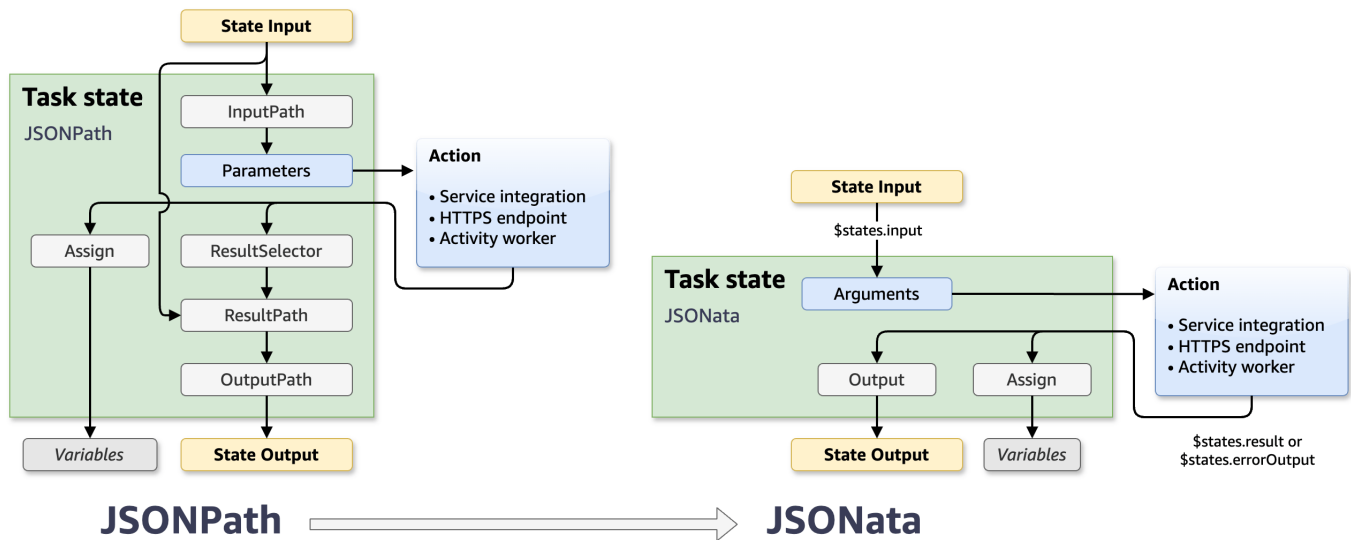 State Input
Task state
JSONPath
InputPath
Parameters
Action
• Service integration
• HTTPS endpoint
• Activity worker
Assign
ResultSelector
ResultPath
OutputPath
Variables
State Output
State Input
$states.input
Task state
JSONata
Arguments
Action
• Service integration
• HTTPS endpoint
• Activity worker
Output
Assign
State Output
Variables
$states.result or
$states.errorOutput
JSONPath
JSONata